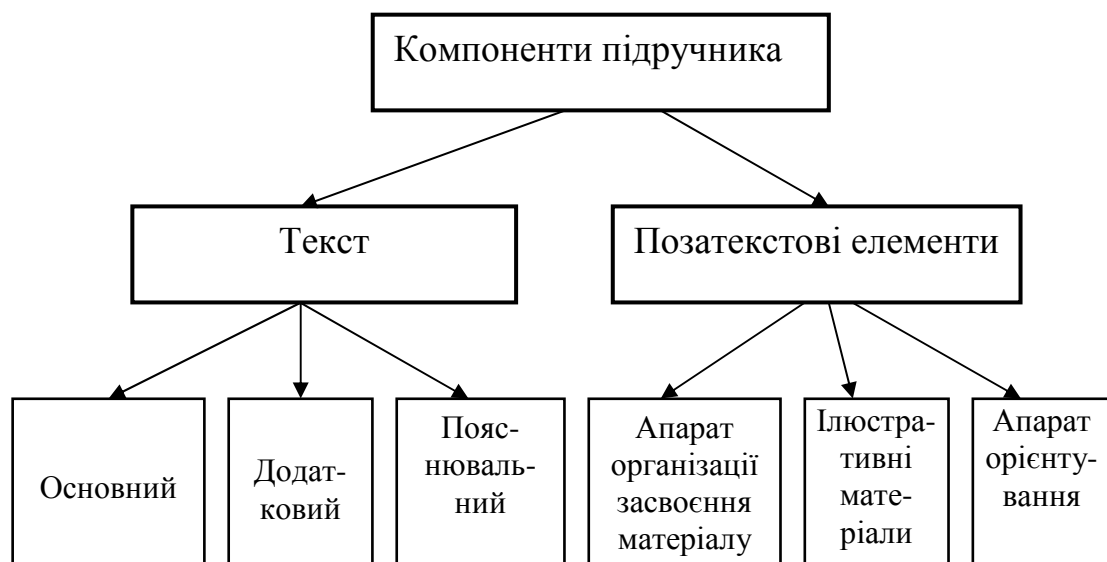 Компоненти підручника
Текст
Позатекстові елементи
Основний
Додат-
ковий
Пояс-
нюваль-
ний
Апарат
організації
засвоєння
матеріалу
Ілюстра-
тивні
мате-
ріали
Апарат
орієнту-
вання